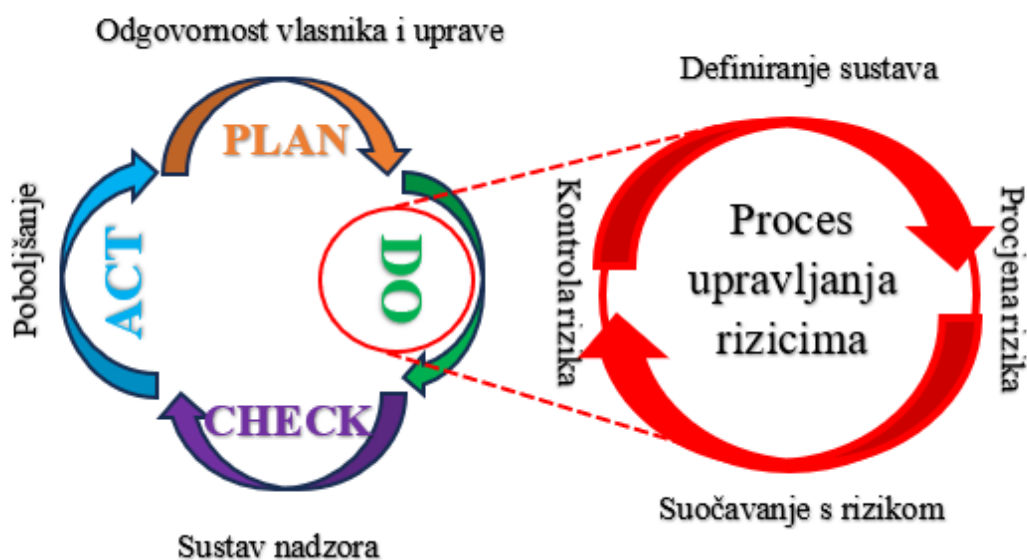 Odgovornost vlasnika i uprave
PLAN
DO
CHECK
ACT
Poboljšanje
Sustav nadzora
Definiranje sustava
Procjena rizika
Suočavanje s rizikom
Kontrola rizika
Proces
upravljanja
rizicima